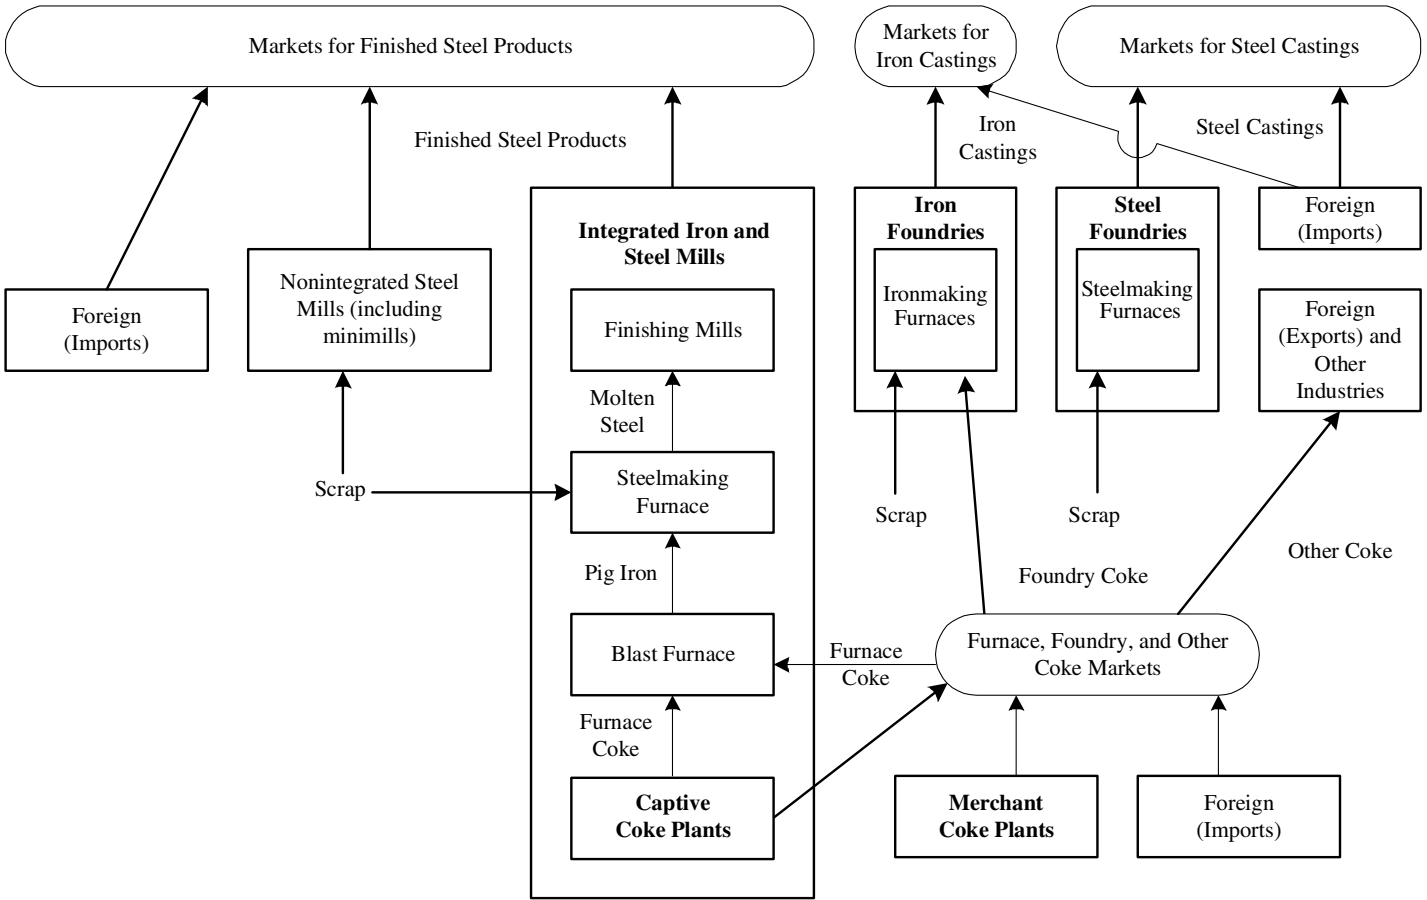 Markets for Finished Steel Products
Markets for
Iron Castings
Markets for Steel Castings
Finished Steel Products
Iron
Castings
Steel Castings
Integrated Iron and
Steel Mills
Iron
Foundries
Steel
Foundries
Foreign
(Imports)
Foreign
(Imports)
Nonintegrated Steel
Mills (including
minimills)
Finishing Mills
Ironmaking
Furnaces
Steelmaking
Furnaces
Foreign
(Exports) and
Other
Industries
Molten
Steel
Scrap
Steelmaking
Furnace
Scrap
Scrap
Other Coke
Pig Iron
Foundry Coke
Blast Furnace
Furnace
Coke
Furnace, Foundry, and Other
Coke Markets
Furnace
Coke
Captive
Coke Plants
Merchant
Coke Plants
Foreign
(Imports)